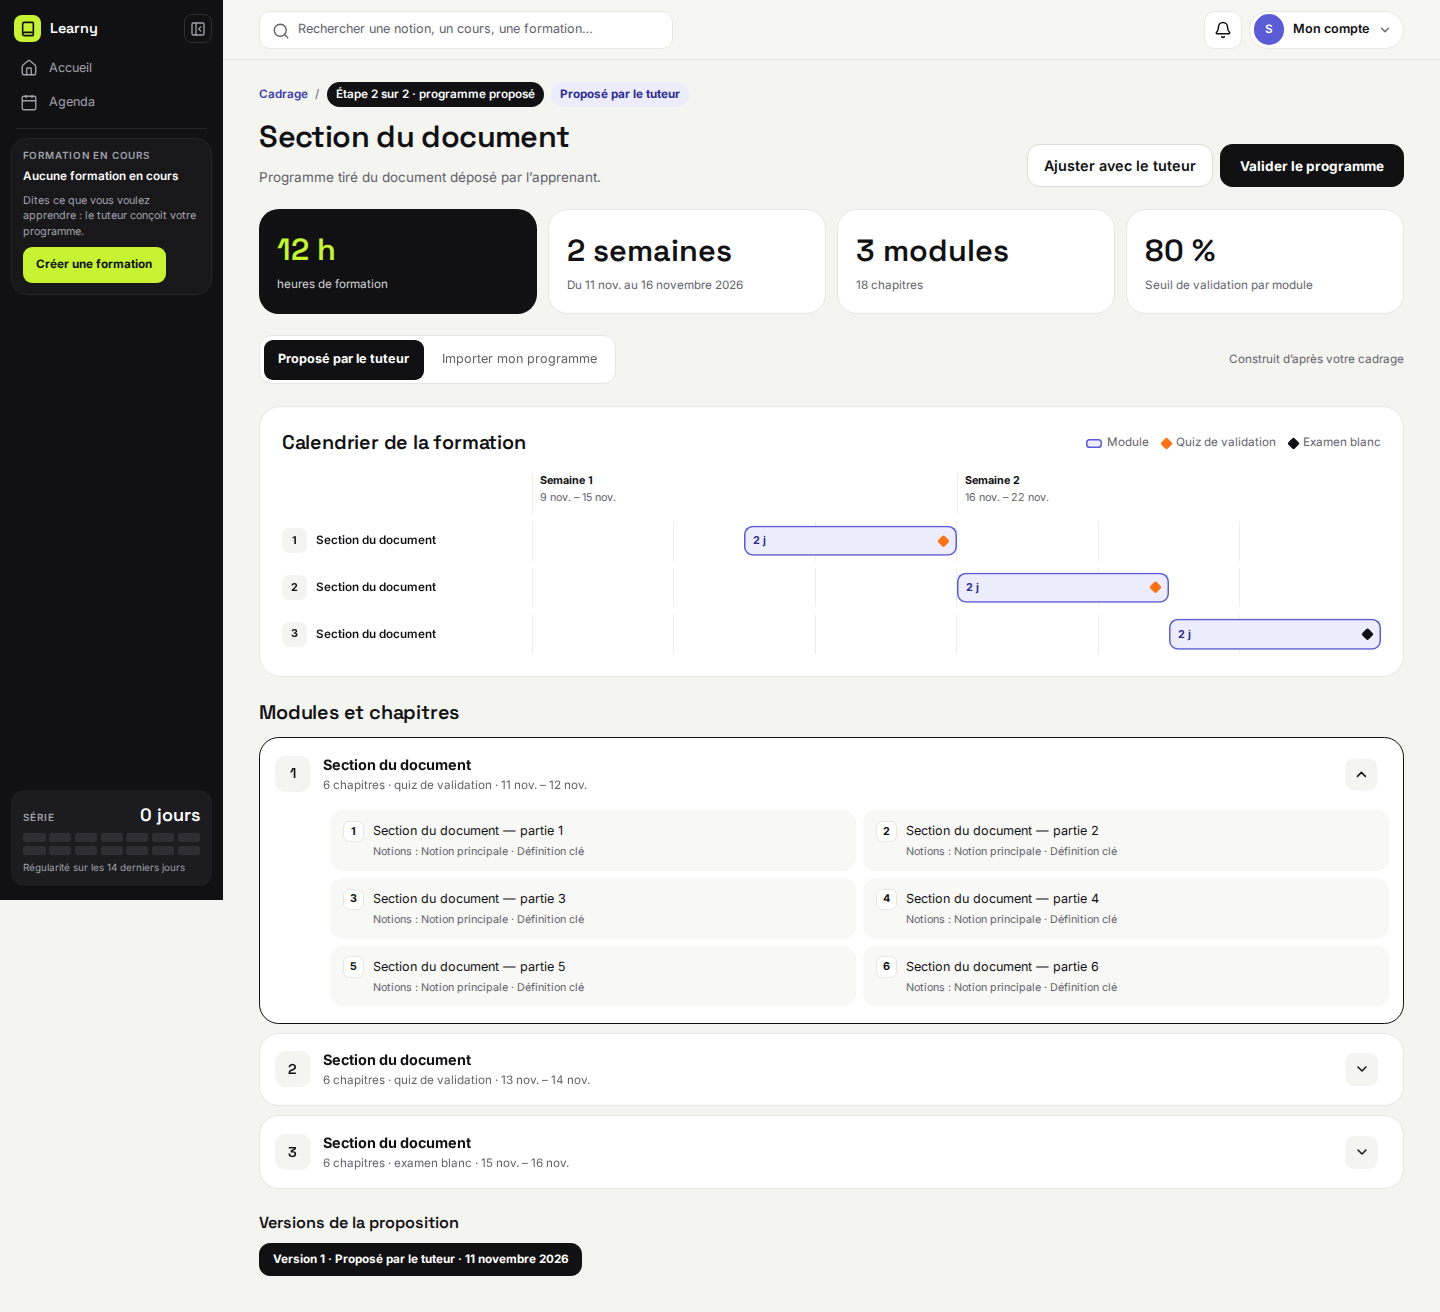 Learny
Accueil
Agenda
FORMATION EN COURS
Aucune formation en cours
Dites ce que vous voulez
apprendre : le tuteur conçoit votre
programme.
Créer une formation
SÉRIE
0 jours
Régularité sur les 14 derniers jours
Rechercher une notion, un cours, une formation...
S
Mon compte
Cadrage /
Étape 2 sur 2 · programme proposé
Proposé par le tuteur
Section du document
Programme tiré du document déposé par l'apprenant.
Ajuster avec le tuteur
Valider le programme
12 h
heures de formation
2 semaines
Du 11 nov. au 16 novembre 2026
3 modules
18 chapitres
80 %
Seuil de validation par module
Proposé par le tuteur
Importer mon programme
Construit d'après votre cadrage
Calendrier de la formation
Module
Quiz de validation
Examen blanc
Semaine 1
9 nov. – 15 nov.
Semaine 2
16 nov. – 22 nov.
1 Section du document
2 j
2 Section du document
2 j
3 Section du document
2 j
Modules et chapitres
1
Section du document
6 chapitres · quiz de validation · 11 nov. – 12 nov.
1 Section du document — partie 1
Notions : Notion principale · Définition clé
2 Section du document — partie 2
Notions : Notion principale · Définition clé
3 Section du document — partie 3
Notions : Notion principale · Définition clé
4 Section du document — partie 4
Notions : Notion principale · Définition clé
5 Section du document — partie 5
Notions : Notion principale · Définition clé
6 Section du document — partie 6
Notions : Notion principale · Définition clé
2
Section du document
6 chapitres · quiz de validation · 13 nov. – 14 nov.
3
Section du document
6 chapitres · examen blanc · 15 nov. – 16 nov.
Versions de la proposition
Version 1 · Proposé par le tuteur · 11 novembre 2026